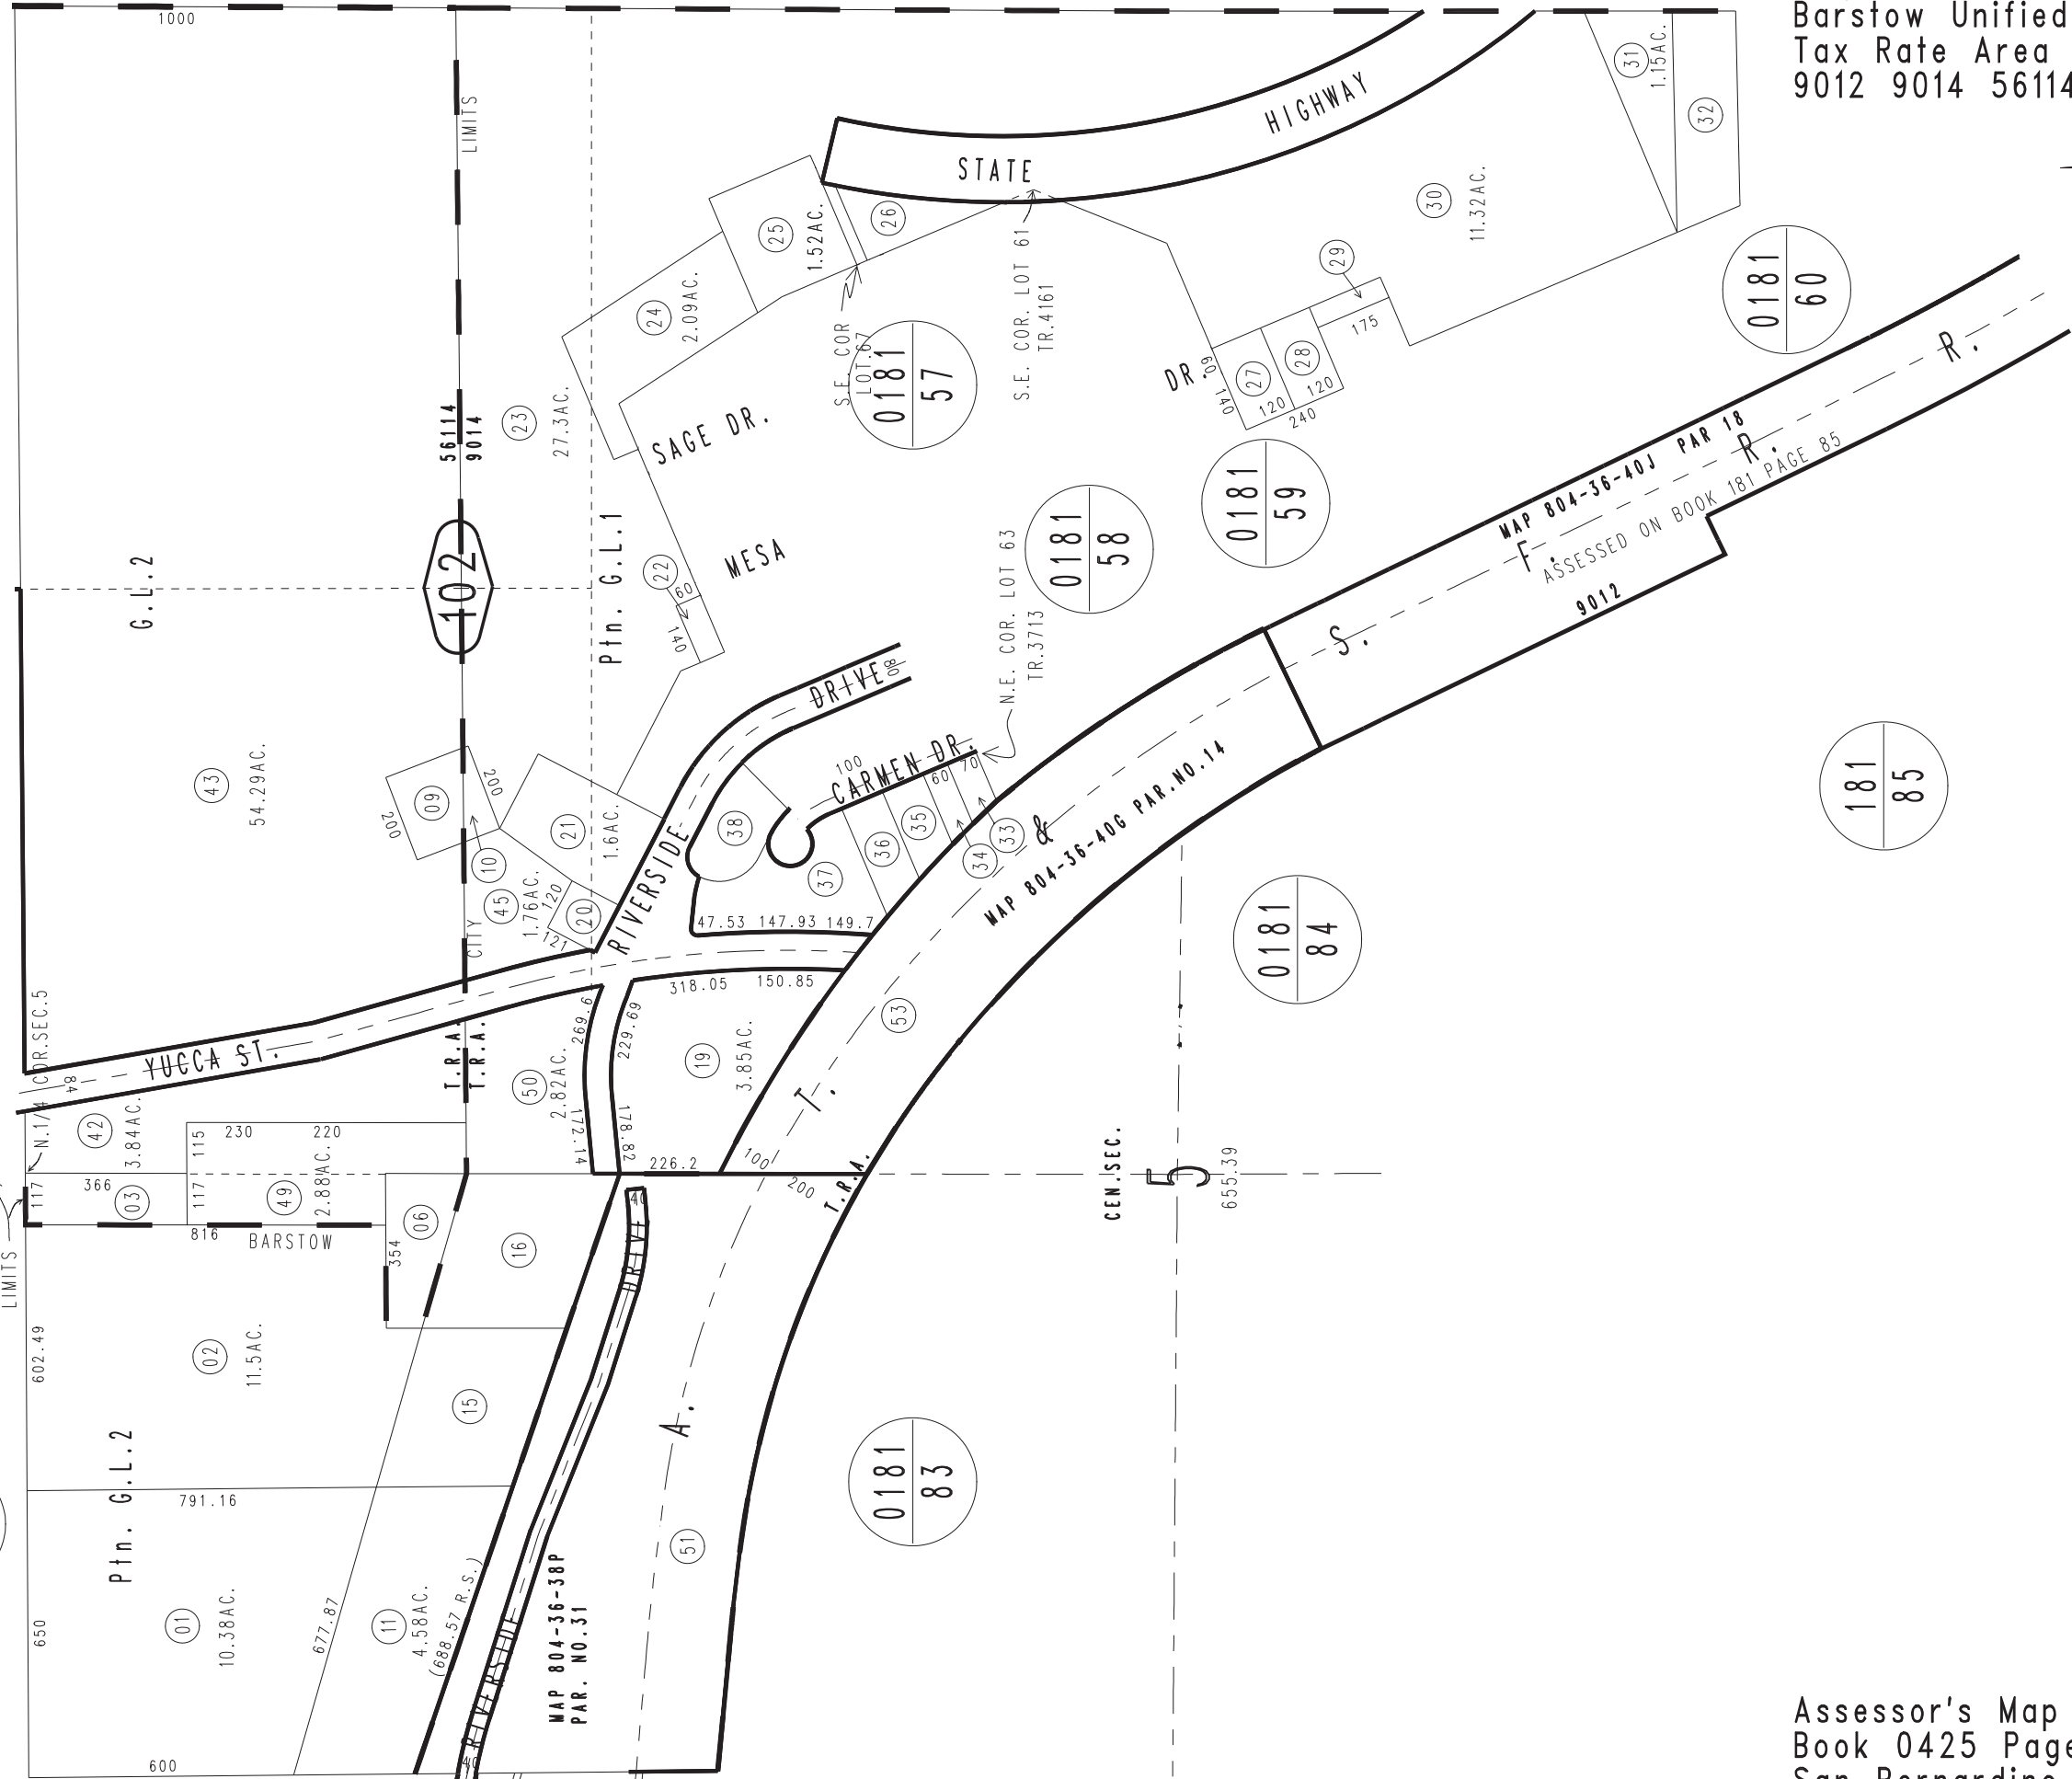 1000
Barstow Unified
Tax Rate Area
9012 9014 56114
LIMITS
HIGHWAY
STATE
31
1.15AC.
32
30
11.32AC.
29
175
26
25
1.52AC.
24
2.09AC.
S.E. COR
LOT.67
S.E. COR. LOT 61
TR.4161
0181
57
0181
60
DR.
60
140
27
28
120
120
240
56114
9014
23
27.3AC.
SAGE DR.
MESA
102
G.L.2
Ptn. G.L.1
22
60
140
0181
58
0181
59
MAP 804-36-40J PAR 18
S. F. R. R.
ASSESSED ON BOOK 181 PAGE 85
9012
N.E. COR. LOT 63
TR.3713
43
54.29AC.
200
09
200
10
21
1.6AC.
45
1.76AC.
120
20
121
CITY
RIVERSIDE
DRIVE
80
38
100
CARMEN DR.
60
70
37
36
35
34
33
47.53 147.93 149.7
&
MAP 804-36-40G PAR.NO.14
181
85
0181
84
318.05 150.85
53
269.9
229.69
50
2.82AC.
172.14
178.82
19
3.85AC.
226.2
T.
100
200
T.R.A.
N.1/4 COR.SEC.5
84
YUCCA ST.
T.R.A.
T.R.A.
42
3.84AC.
230
220
115
117
366
03
117
49
2.88AC.
816
BARSTOW
LIMITS
354
06
16
40
DRIVE
CEN.SEC.
5
655.39
602.49
02
11.5AC.
15
A.
Ptn. G.L.2
791.16
0181
83
51
650
01
10.38AC.
677.87
11
4.58AC.
(688.57 R.S.)
RIVERSIDE
40
MAP 804-36-38P
PAR. NO.31
600
Assessor's Map
Book 0425 Page
San Bernardino